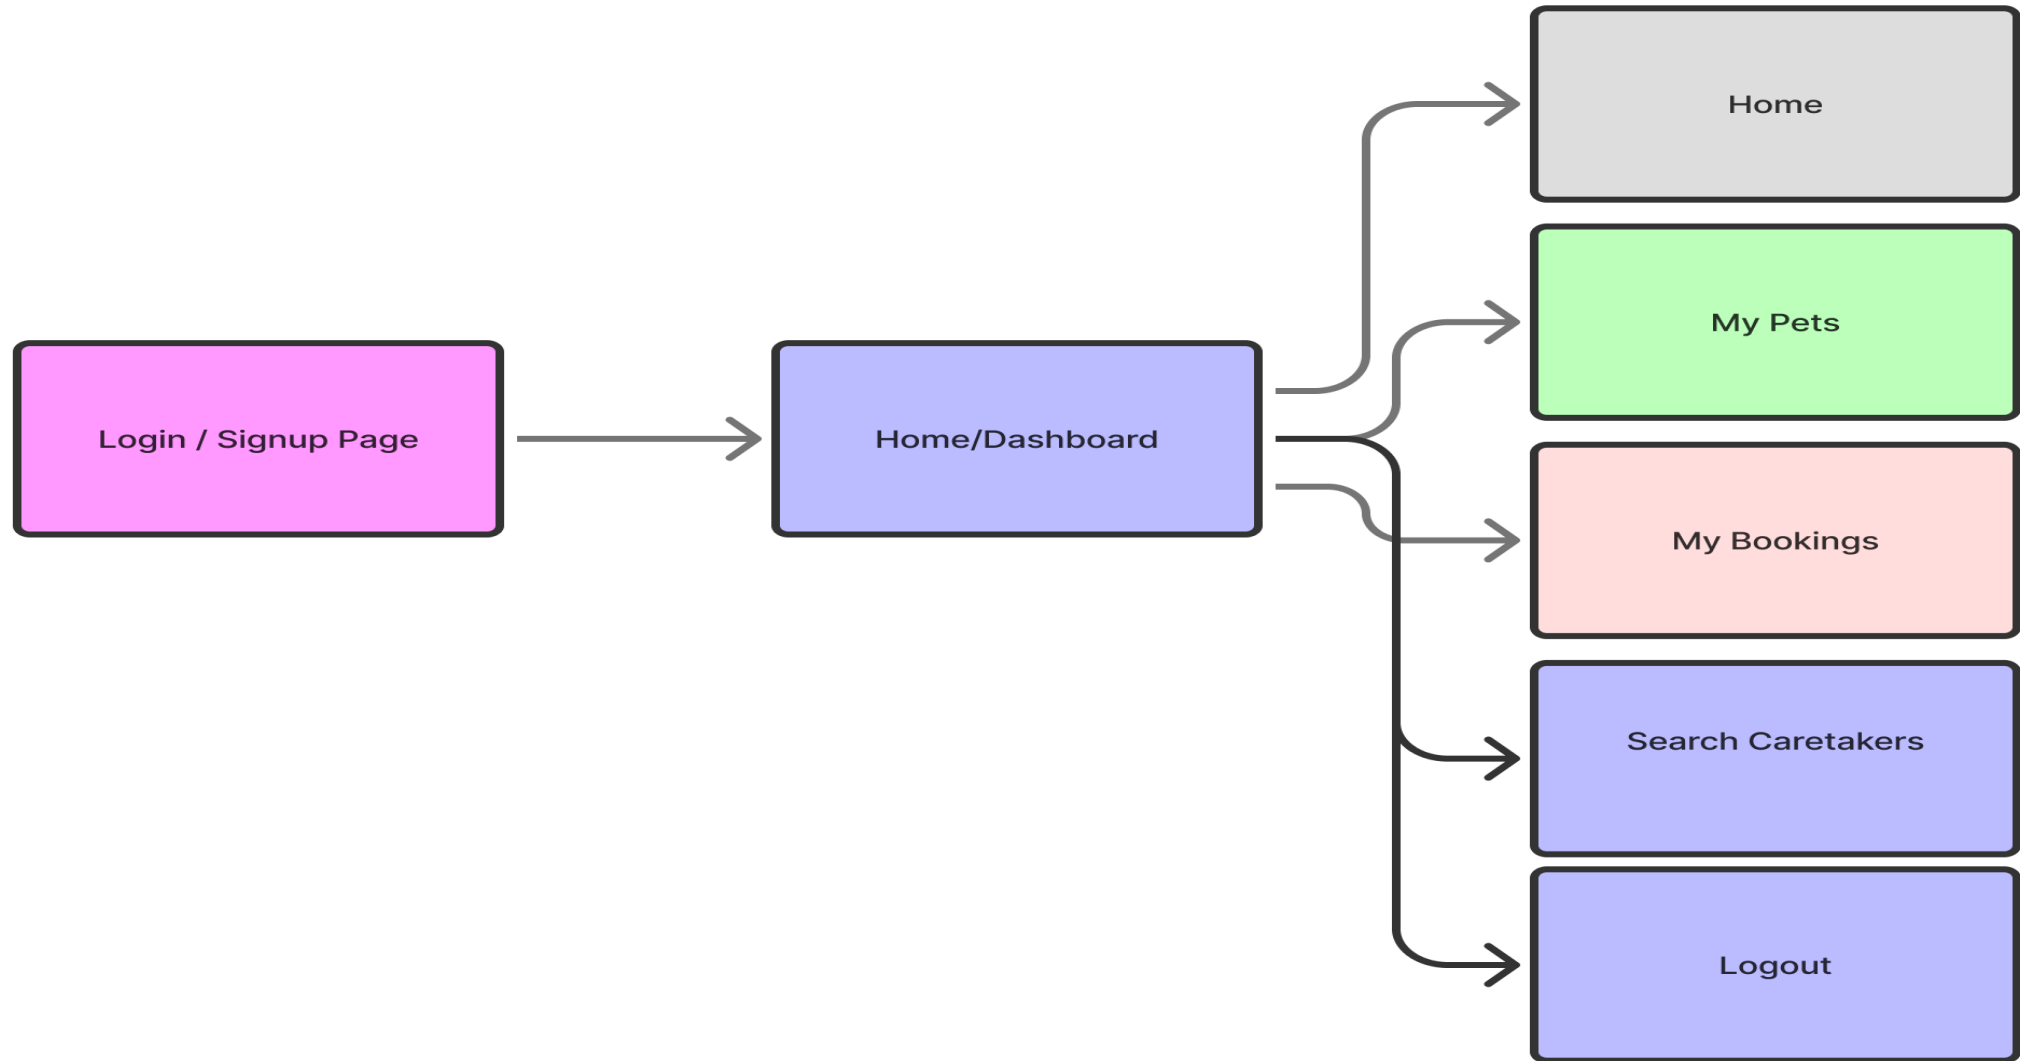 Home
My Pets
Login / Signup Page
Home/Dashboard
My Bookings
Search Caretakers
Logout